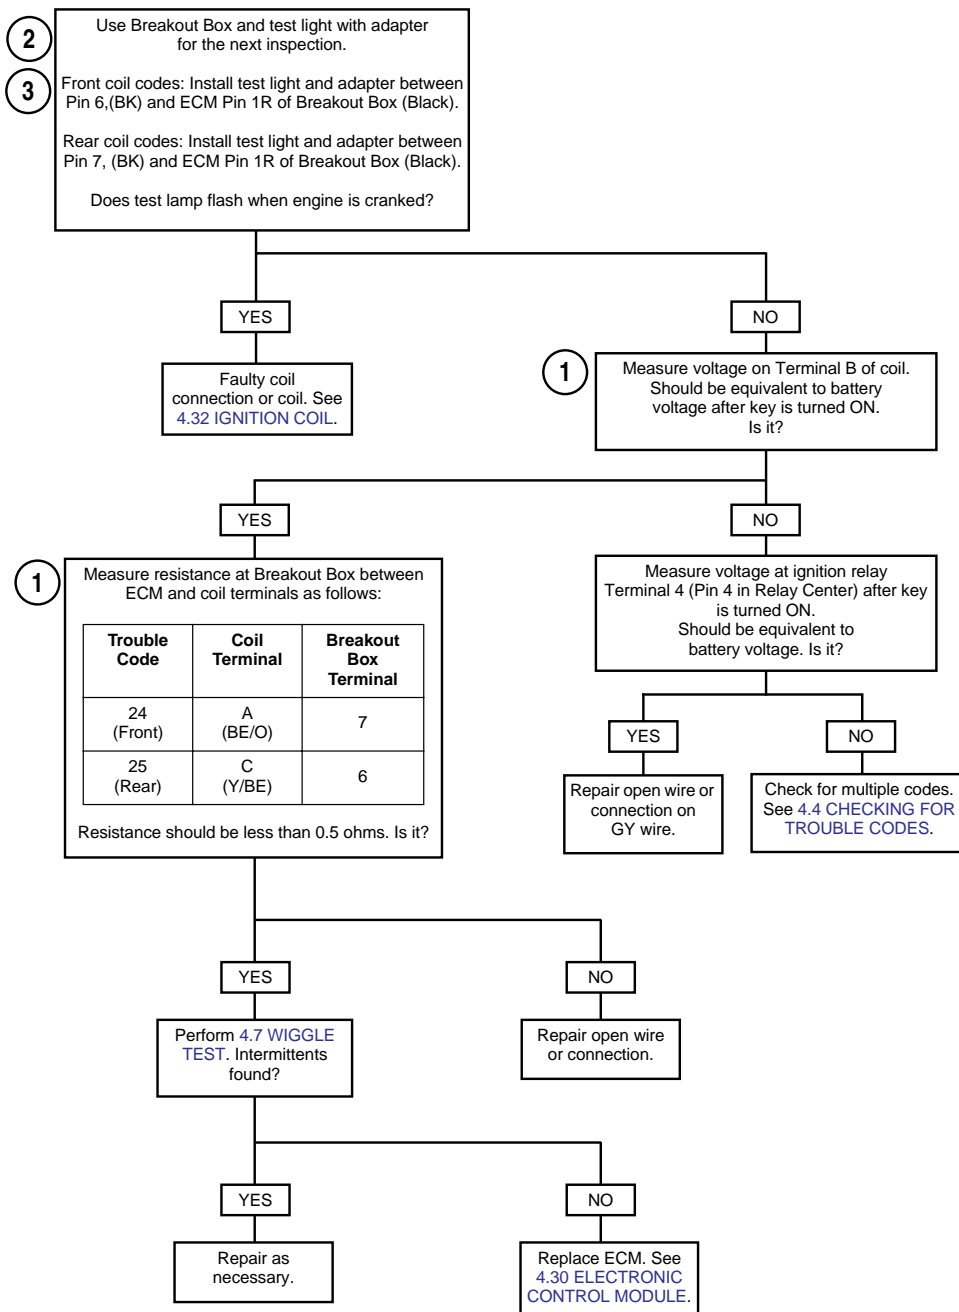 2
Use Breakout Box and test light with adapter
for the next inspection.
3
Front coil codes: Install test light and adapter between
Pin 6,(BK) and ECM Pin 1R of Breakout Box (Black).
Rear coil codes: Install test light and adapter between
Pin 7, (BK) and ECM Pin 1R of Breakout Box (Black).
Does test lamp flash when engine is cranked?
YES
NO
Faulty coil
connection or coil. See
4.32 IGNITION COIL.
1
Measure voltage on Terminal B of coil.
Should be equivalent to battery
voltage after key is turned ON.
Is it?
YES
NO
1
Measure resistance at Breakout Box between
ECM and coil terminals as follows:
Trouble
Code
Coil
Terminal
Breakout
Box
Terminal
24
(Front)
A
(BE/O)
7
25
(Rear)
C
(Y/BE)
6
Resistance should be less than 0.5 ohms. Is it?
Measure voltage at ignition relay
Terminal 4 (Pin 4 in Relay Center) after key
is turned ON.
Should be equivalent to
battery voltage. Is it?
YES
NO
Repair open wire or
connection on
GY wire.
Check for multiple codes.
See 4.4 CHECKING FOR
TROUBLE CODES.
YES
NO
Perform 4.7 WIGGLE
TEST. Intermittents
found?
Repair open wire
or connection.
YES
NO
Repair as
necessary.
Replace ECM. See
4.30 ELECTRONIC
CONTROL MODULE.